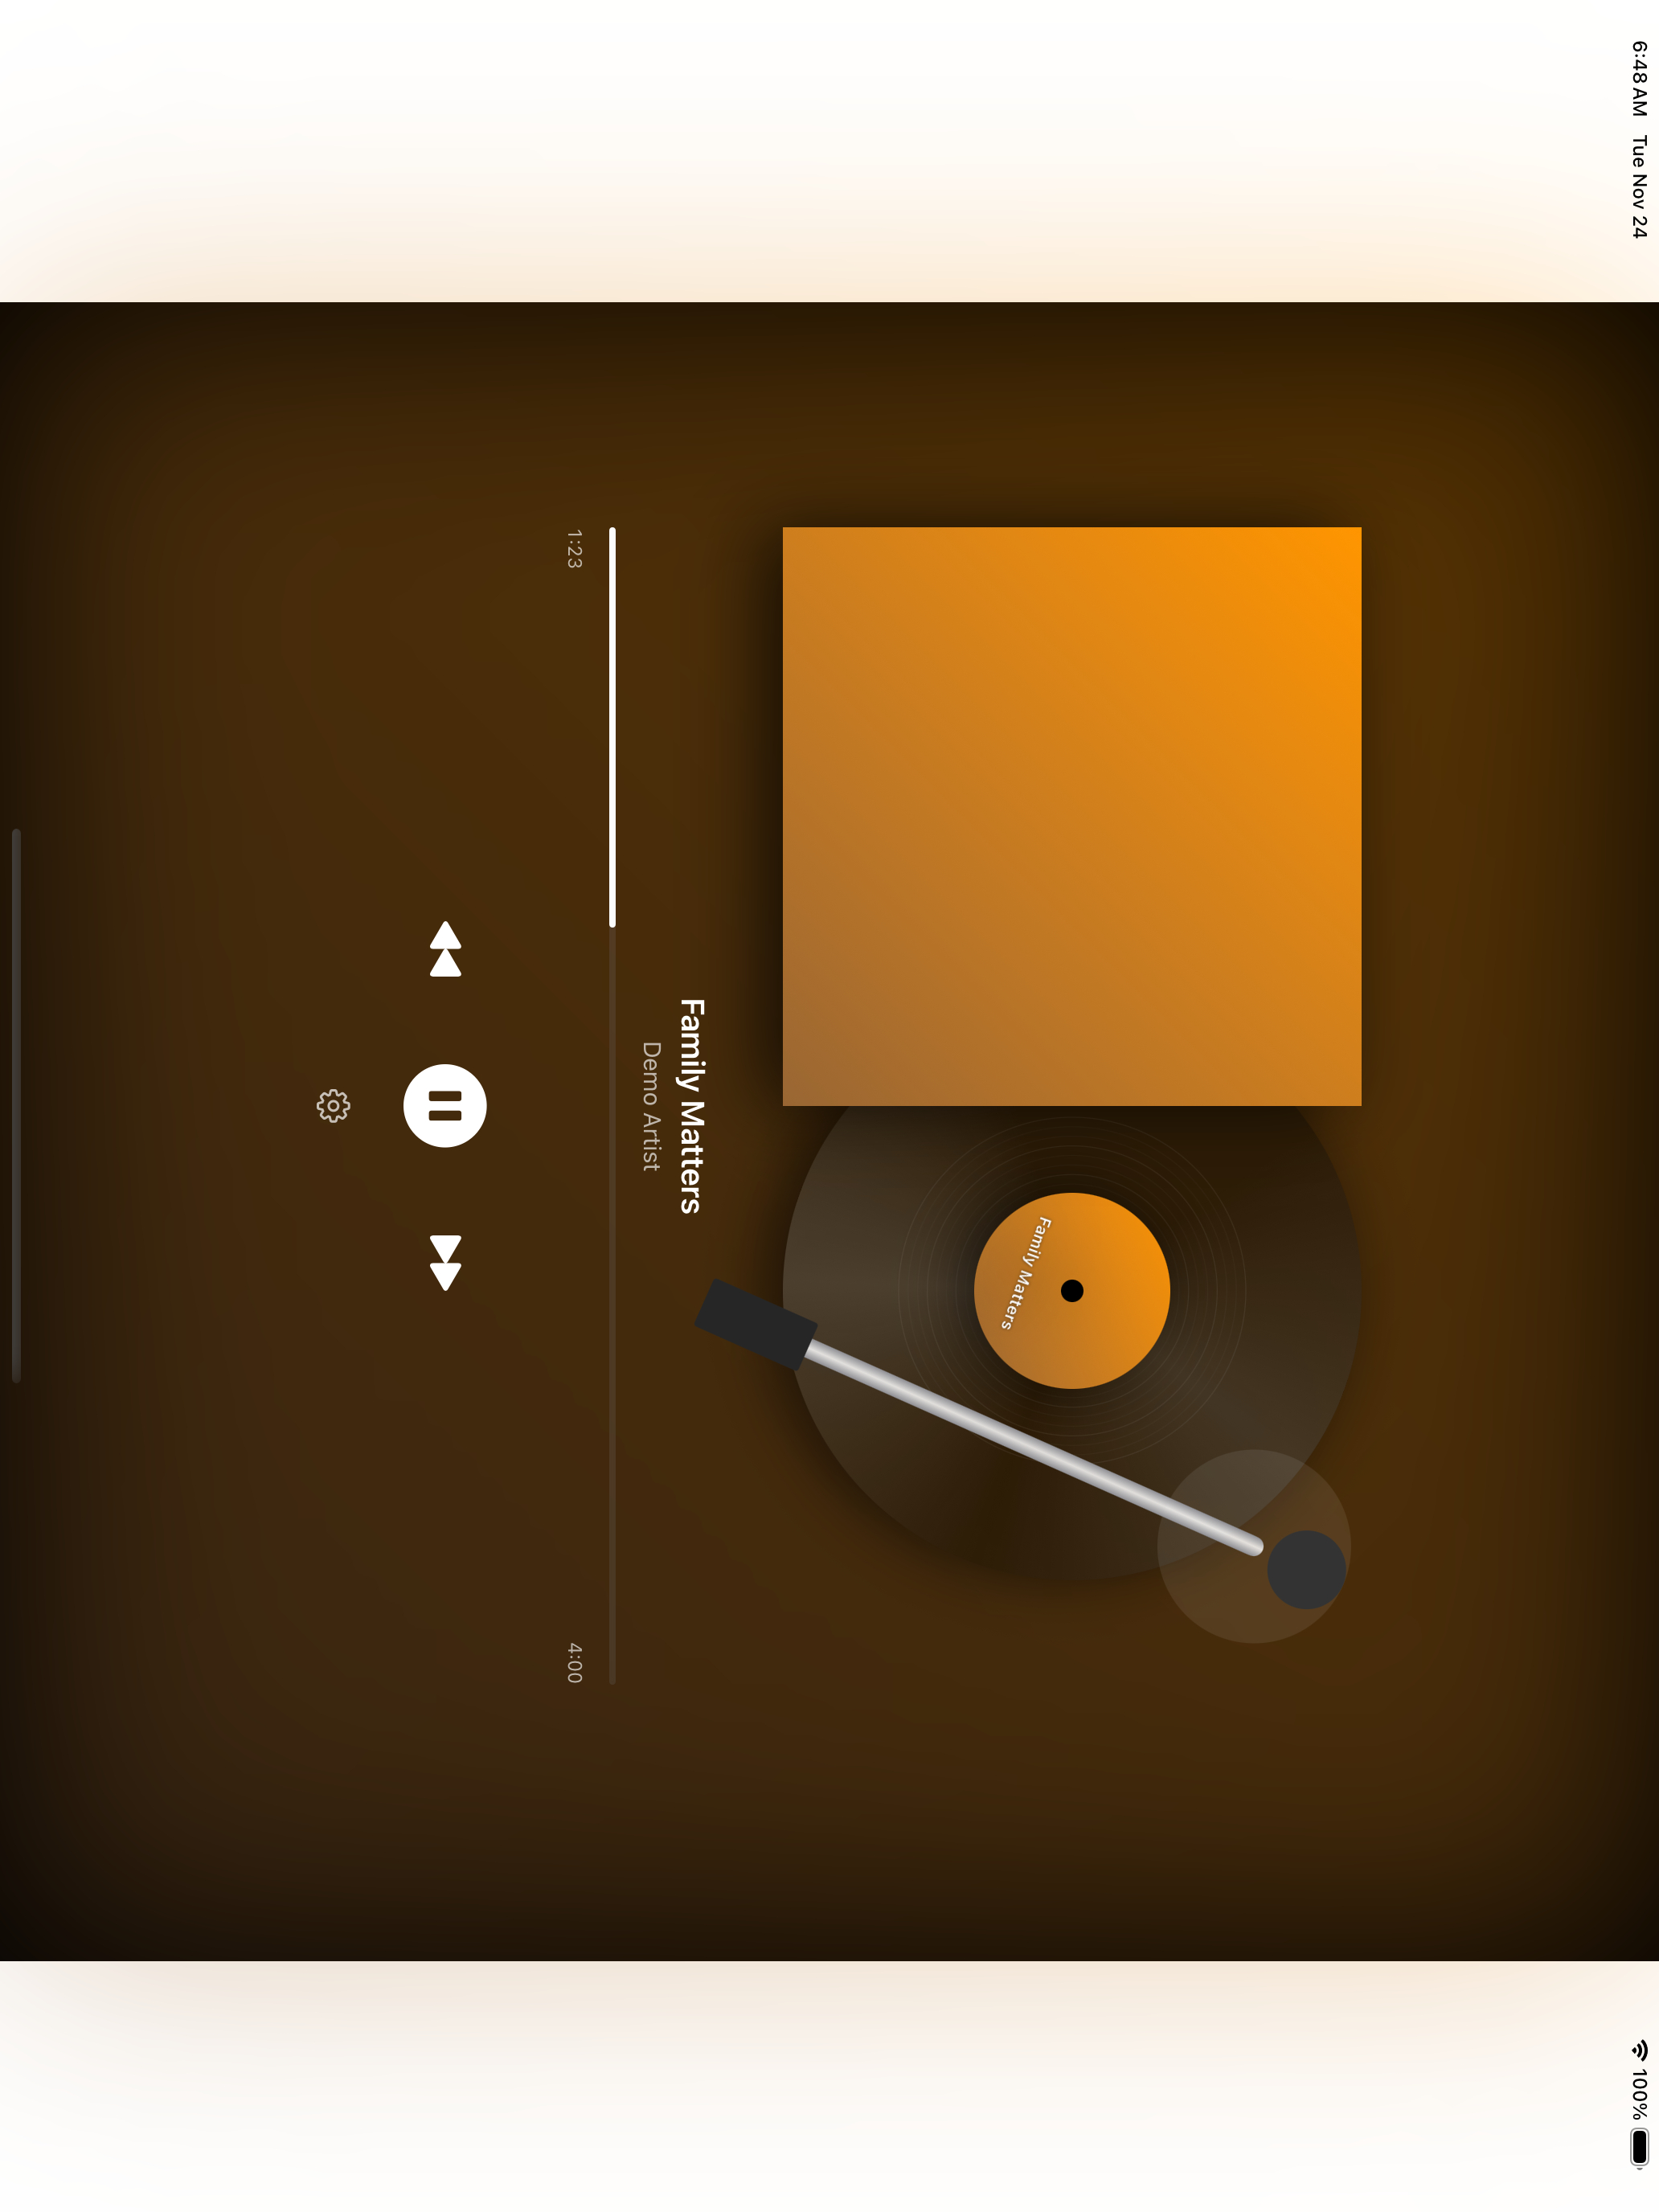 6:48 AM Tue Nov 24
100%
Family Matters
Family Matters
Demo Artist
1:23
4:00